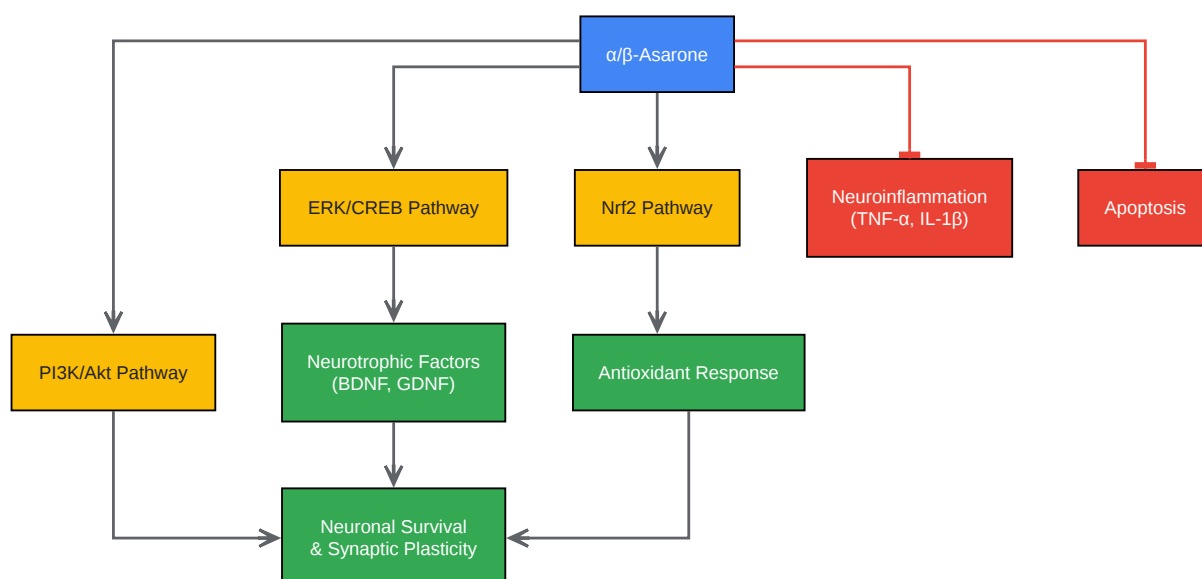 α/β-Asarone
ERK/CREB Pathway
Nrf2 Pathway
Neuroinflammation
(TNF-α, IL-1β)
Apoptosis
PI3K/Akt Pathway
Neurotrophic Factors
(BDNF, GDNF)
Antioxidant Response
Neuronal Survival
& Synaptic Plasticity